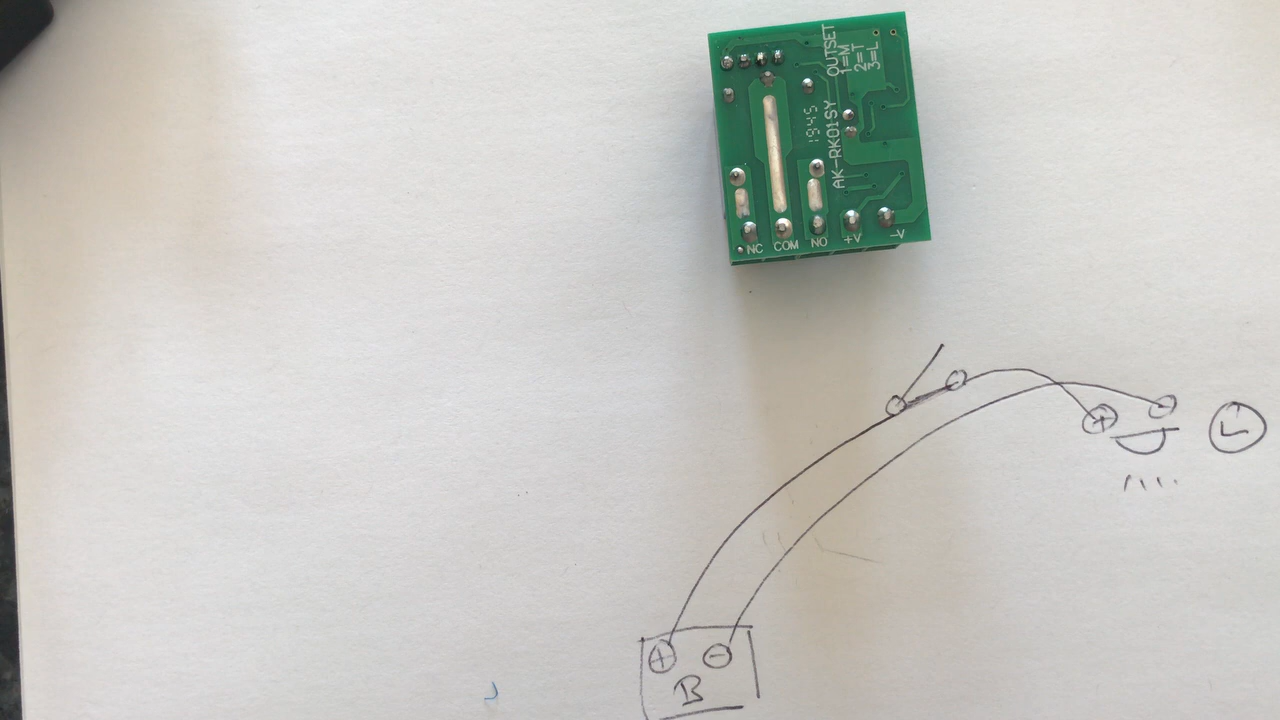 OUTSET
1=M
2=T
3=L
1945
AK-RK01SY
NC COM NO +V -V
+ -
L
+ -
B